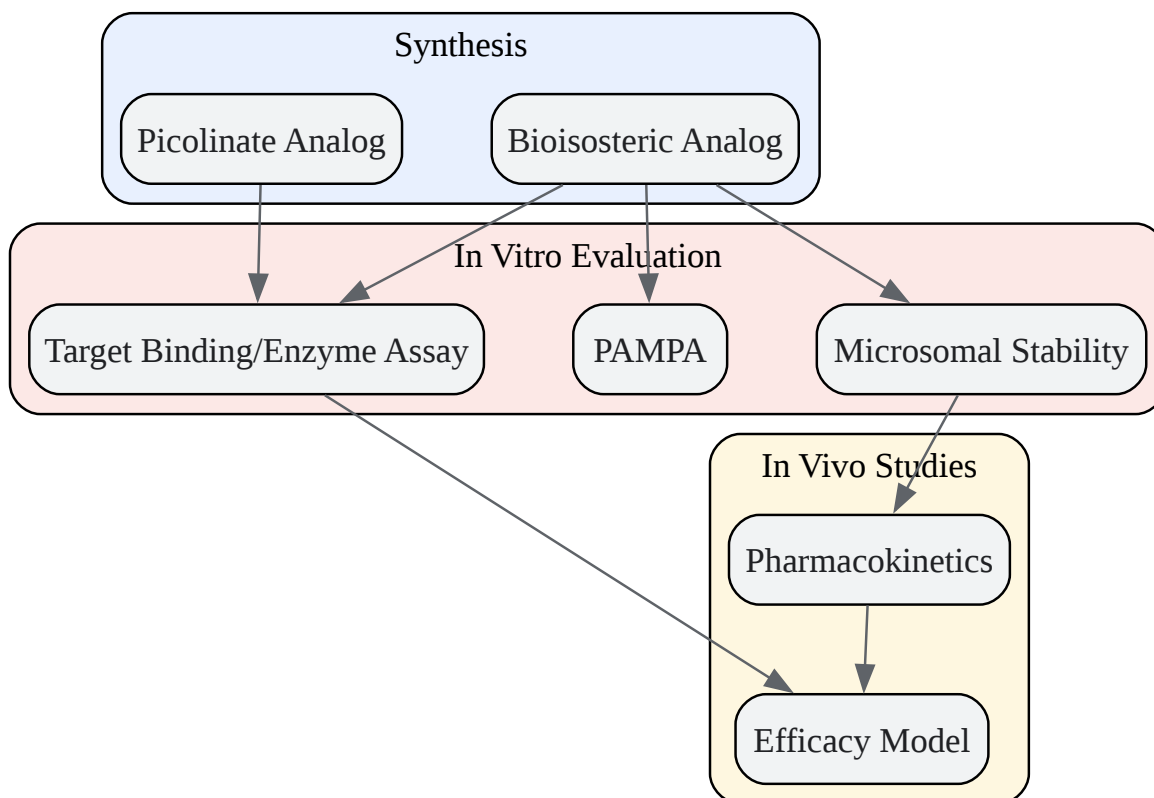 Synthesis
Picolinate Analog
Bioisosteric Analog
In Vitro Evaluation
Target Binding/Enzyme Assay
PAMPA
Microsomal Stability
In Vivo Studies
Pharmacokinetics
Efficacy Model